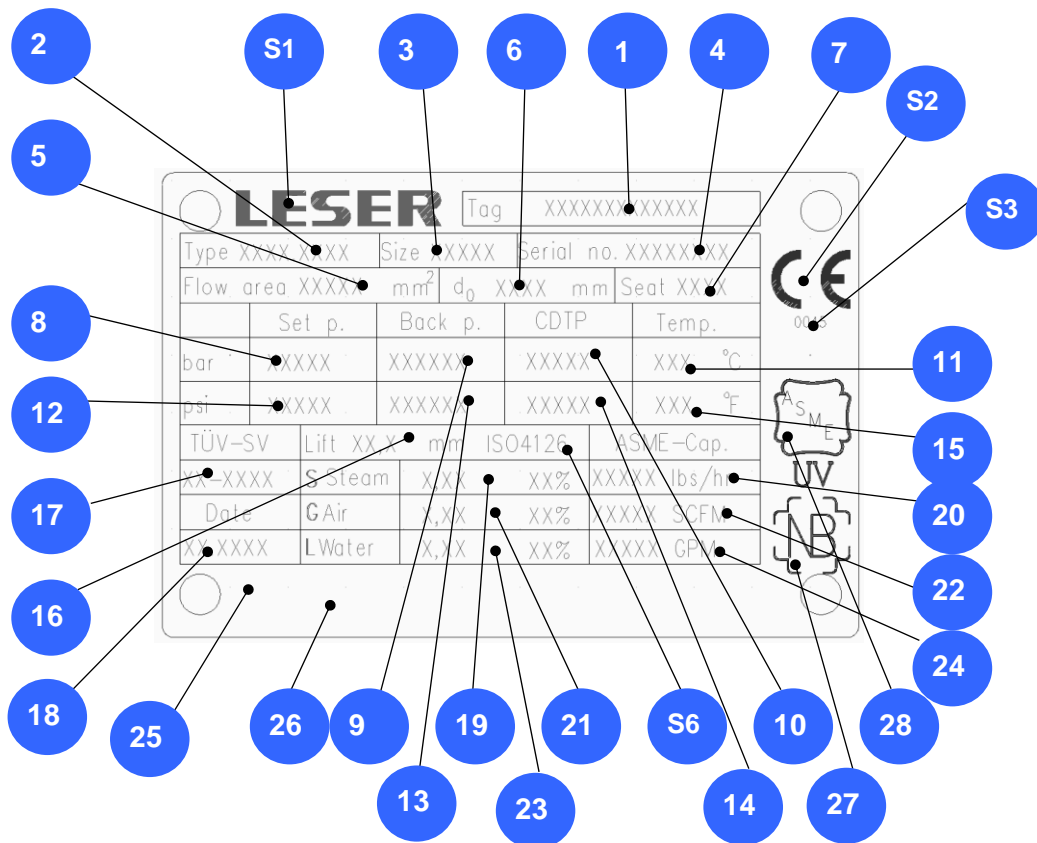 2 S1 3 6 1 4 7
S2
5
S3
LESER Tag XXXXXXXXXXXXX
Type XXXX XXXX Size XXXXX Serial no. XXXXXXXX
Flow area XXXXX mm² d₀ XXXX mm Seat XXXX
CE
0045
8
Set p. Back p. CDTP Temp.
bar XXXXX XXXXXX XXXXX XXX °C
11
12
psi XXXXX XXXXXX XXXXX XXX °F
ASME
15
TÜV-SV Lift XX,X mm ISO4126 ASME-Cap.
UV
17
XX-XXXX S Steam X,XX XX% XXXXX lbs/hr
20
Date G Air X,XX XX% XXXXX SCFM
NB
XX XXXX L Water X,XX XX% XXXXX GPM
16
22
24
18 25 26 9 19 21 S6 10 28
13 23 14 27